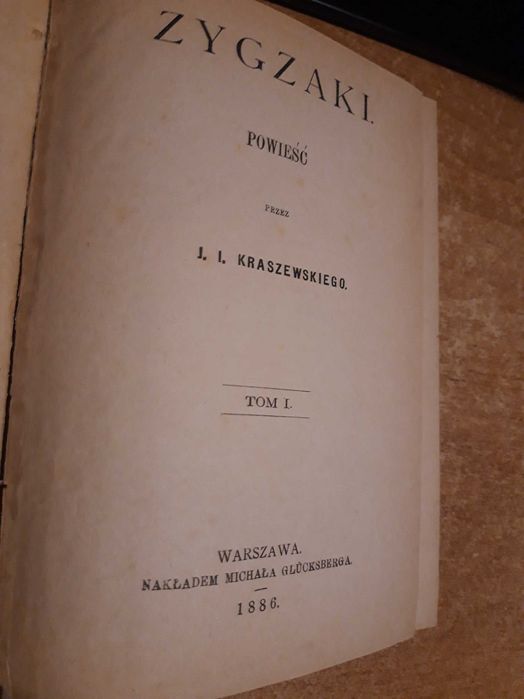 ZYGZAKI.
POWIEŚĆ
PRZEZ
J. I. KRASZEWSKIEGO.
TOM I.
WARSZAWA.
NAKŁADEM MICHAŁA GLÜCKSBERGA.
1886.